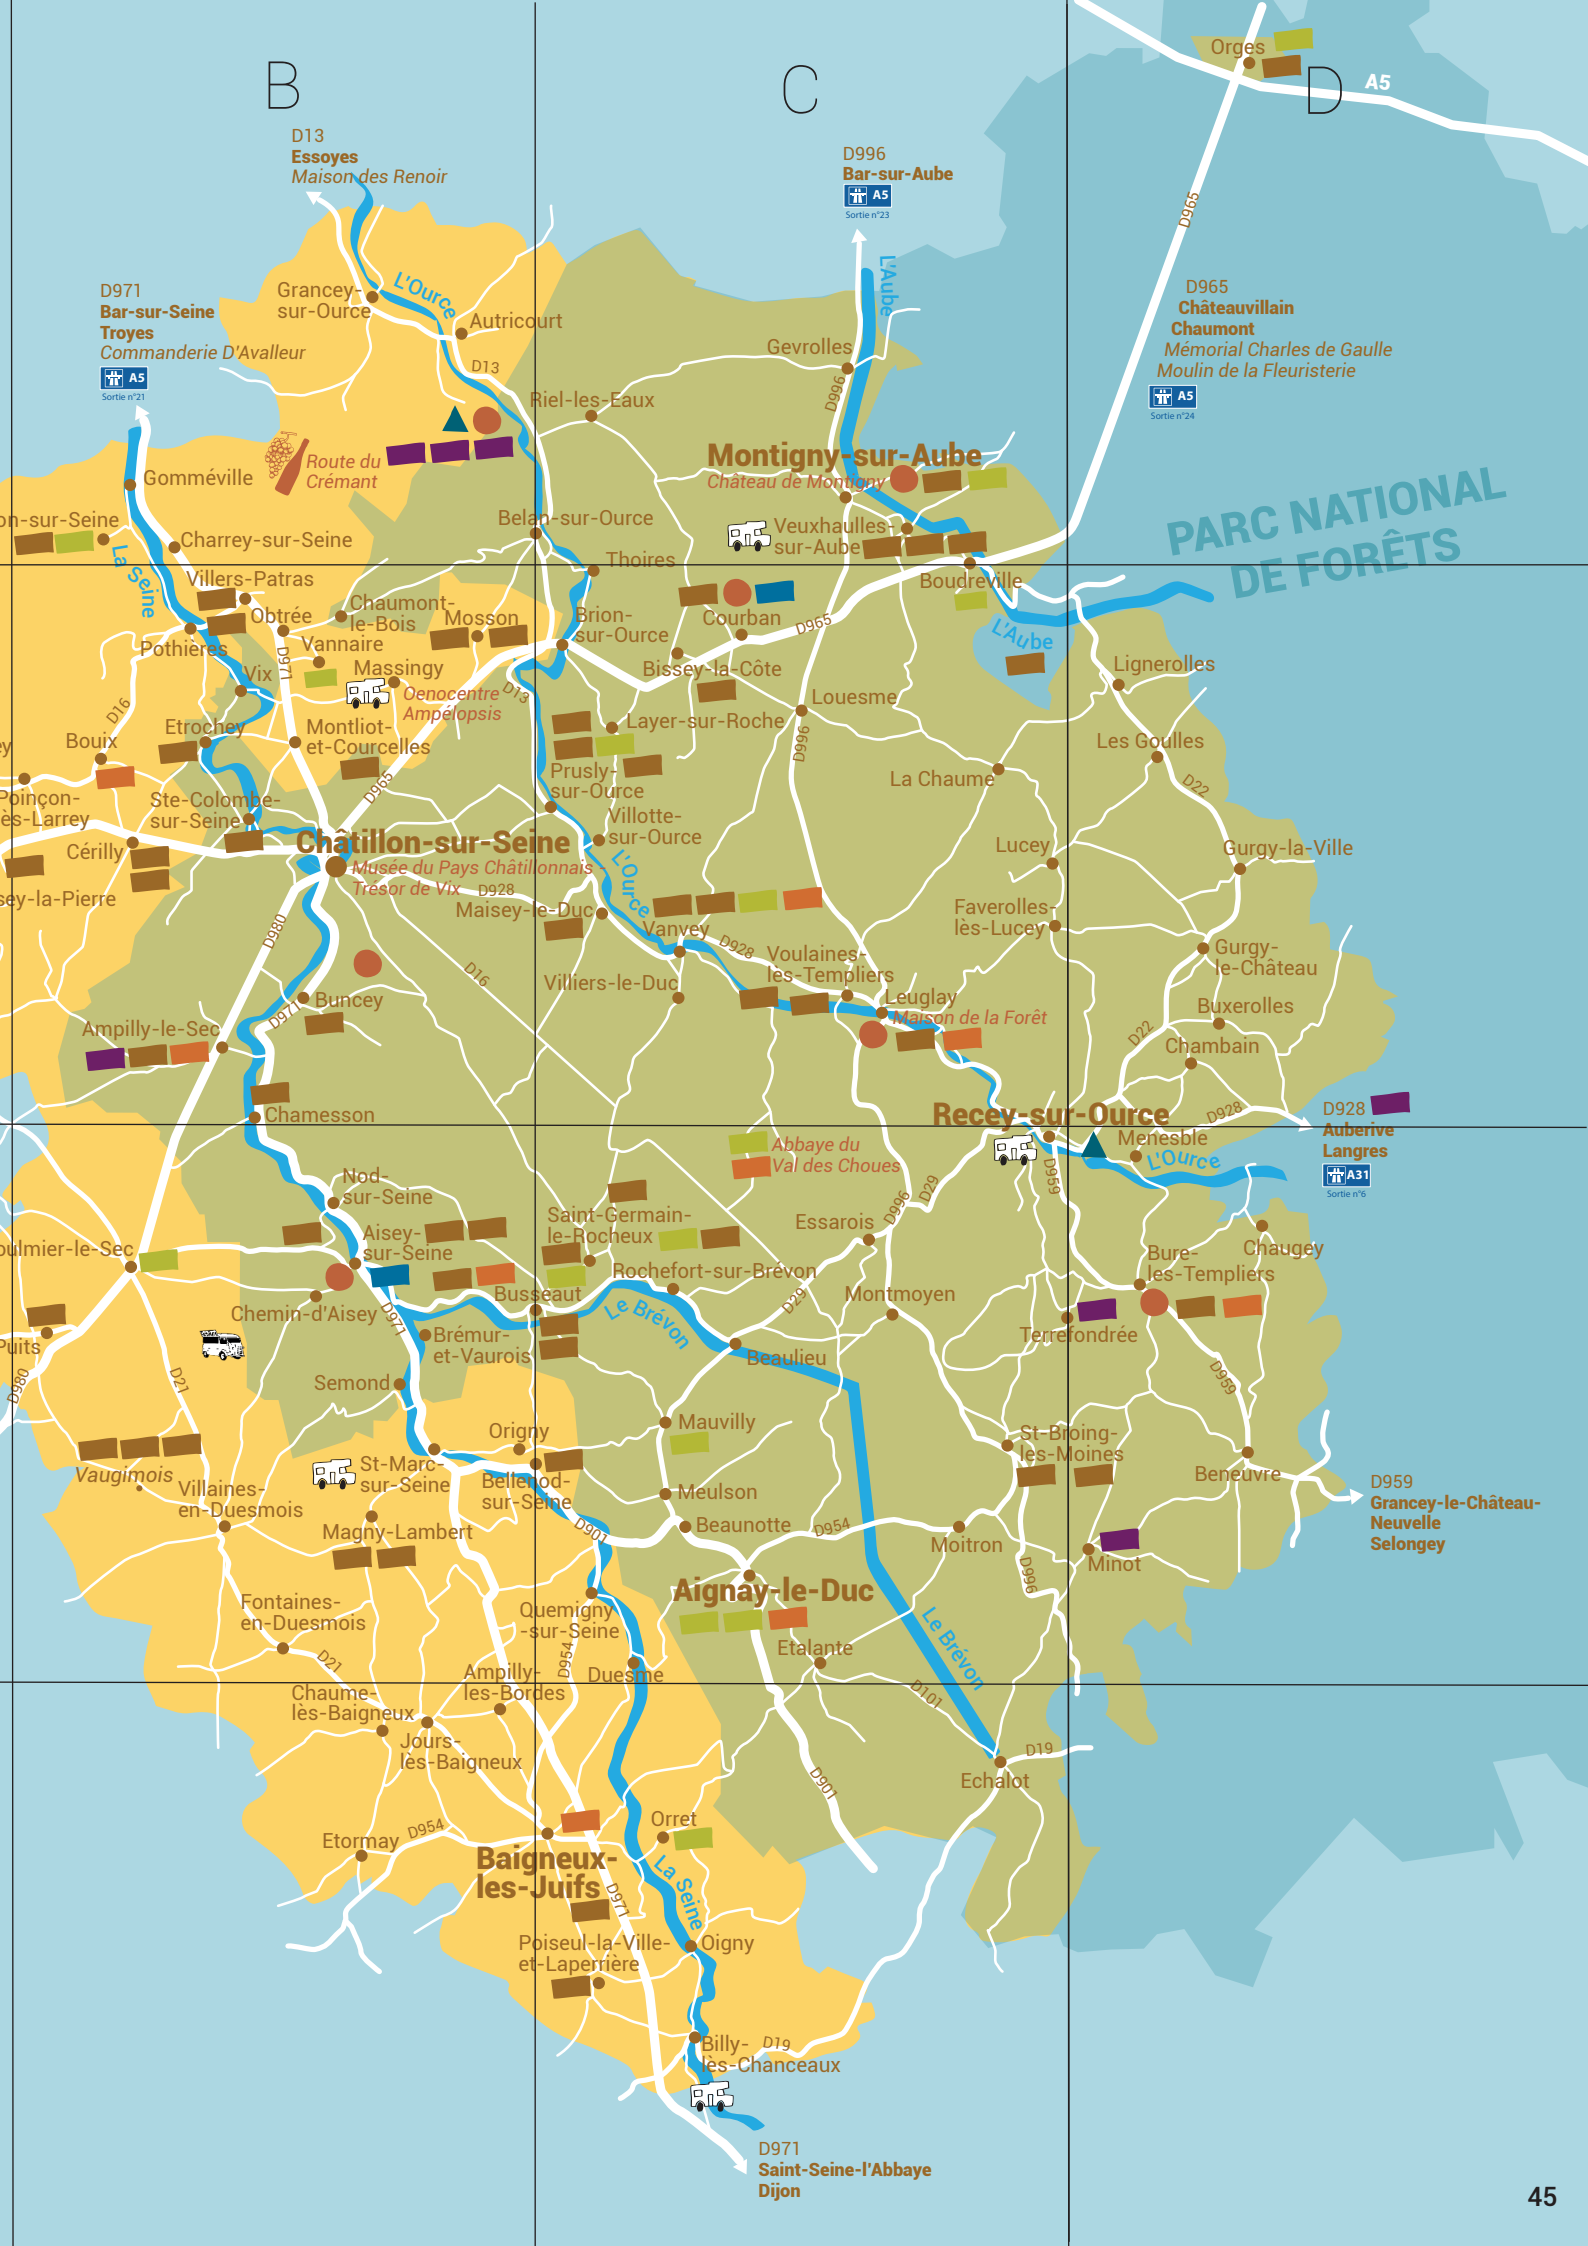 B
C
D
Orges
A5
D13
Essoyes
Maison des Renoir
D996
Bar-sur-Aube
A5
Sortie n°23
D965
L'Aube
D971
Bar-sur-Seine
Troyes
Commanderie D'Avalleur
A5
Sortie n°21
Grancey-
sur-Ource
L'Ource
Autricourt
D13
D965
Châteauvillain
Chaumont
Mémorial Charles de Gaulle
Moulin de la Fleuristerie
A5
Sortie n°24
Gevrolles
D996
Riel-les-Eaux
Montigny-sur-Aube
Château de Montigny
Route du
Crémant
Gomméville
on-sur-Seine
Charrey-sur-Seine
La Seine
Belan-sur-Ource
Veuxhaulles-
sur-Aube
PARC NATIONAL
DE FORÊTS
Thoires
Boudreville
Villers-Patras
Obtrée
Chaumont-
le-Bois
Mosson
Brion-
sur-Ource
Courban
D965
L'Aube
Pothières
D971
Vannaire
Massingy
Vix
Oenocentre
Ampélopsis
D13
Bissey-la-Côte
Lignerolles
D16
Louesme
Etrochey
Montliot-
et-Courcelles
Layer-sur-Roche
D996
Les Goulles
ey
Bouix
Prusly-
sur-Ource
La Chaume
D22
D965
Poinçon-
ès-Larrey
Ste-Colombe-
sur-Seine
Villotte-
sur-Ource
Châtillon-sur-Seine
Musée du Pays Châtillonnais
Trésor de Vix
D928
Cérilly
Lucey
Gurgy-la-Ville
L'Ource
sey-la-Pierre
Maisey-le-Duc
Faverolles-
lès-Lucey
D980
Vanvey
D928
Voulaines-
lès-Templiers
Gurgy-
le-Château
D16
Villiers-le-Duc
Buncey
Leuglay
Maison de la Forêt
Buxerolles
D971
Ampilly-le-Sec
D22
Chambain
Chamesson
Recey-sur-Ource
D928
D928
Auberive
Langres
A31
Sortie n°6
Menesble
L'Ource
Abbaye du
Val des Choues
D959
Nod-
sur-Seine
D29
D996
Saint-Germain-
le-Rocheux
Essarois
Aisey-
sur-Seine
oulmier-le-Sec
Chaugey
Bure-
les-Templiers
Rochefort-sur-Brévon
Busseaut
D29
Montmoyen
Chemin-d'Aisey
D971
Le Brévon
Terrefondrée
Puits
Brémur-
et-Vaurois
Beaulieu
D980
D21
Semond
D959
Mauvilly
Origny
St-Broing-
les-Moines
Vaugimois
St-Marc-
sur-Seine
Bellenod-
sur-Seine
Beneuvre
D959
Grancey-le-Château-
Neuvelle
Selongey
Villaines-
en-Duesmois
Meulson
Magny-Lambert
D901
Beaunotte
D954
Moitron
Minot
D996
Aignay-le-Duc
Fontaines-
en-Duesmois
Quemigny
-sur-Seine
Le Brévon
Etalante
D21
D954
Duesme
Ampilly-
les-Bordes
Chaume-
lès-Baigneux
D101
Jours-
lès-Baigneux
D19
Echalot
D901
Orret
Etormay
D954
Baigneux-
les-Juifs
La Seine
D971
Poiseul-la-Ville-
et-Laperrière
Oigny
Billy-
lès-Chanceaux
D19
D971
Saint-Seine-l'Abbaye
Dijon
45